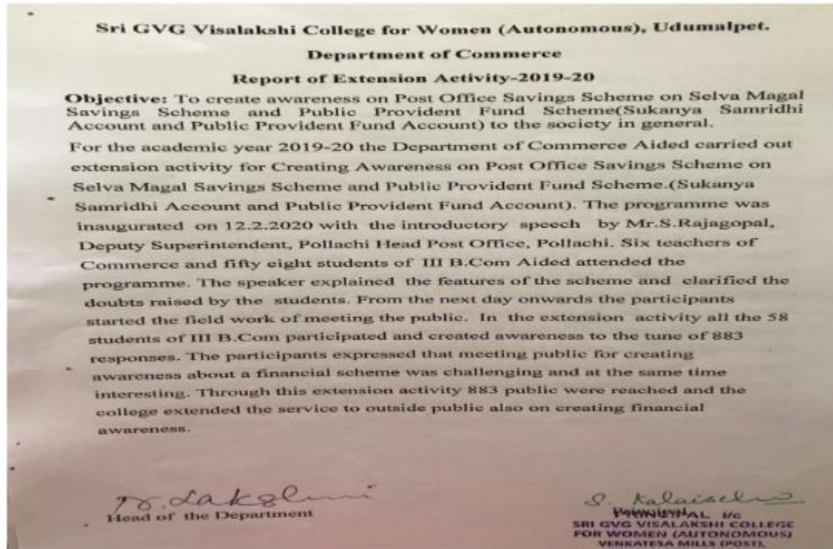 Sri GVG Visalakshi College for Women (Autonomous), Udumalpet.
Department of Commerce
Report of Extension Activity-2019-20
Objective: To create awareness on Post Office Savings Scheme on Selva Magal
Savings Scheme and Public Provident Fund Scheme(Sukanya Samridhi
Account and Public Provident Fund Account) to the society in general.
For the academic year 2019-20 the Department of Commerce Aided carried out
extension activity for Creating Awareness on Post Office Savings Scheme on
Selva Magal Savings Scheme and Public Provident Fund Scheme.(Sukanya
Samridhi Account and Public Provident Fund Account). The programme was
inaugurated on 12.2.2020 with the introductory speech by Mr.S.Rajagopal,
Deputy Superintendent, Pollachi Head Post Office, Pollachi. Six teachers of
Commerce and fifty eight students of III B.Com Aided attended the
programme. The speaker explained the features of the scheme and clarified the
doubts raised by the students. From the next day onwards the participants
started the field work of meeting the public. In the extension activity all the 58
students of III B.Com participated and created awareness to the tune of 883
responses. The participants expressed that meeting public for creating
awareness about a financial scheme was challenging and at the same time
interesting. Through this extension activity 883 public were reached and the
college extended the service to outside public also on creating financial
awareness.
Lakshmi
S. Kalaiselvi
Head of the Department
Principal
PRINCIPAL I/c
SRI GVG VISALAKSHI COLLEGE
FOR WOMEN (AUTONOMOUS)
VENKATESA MILLS (POST),